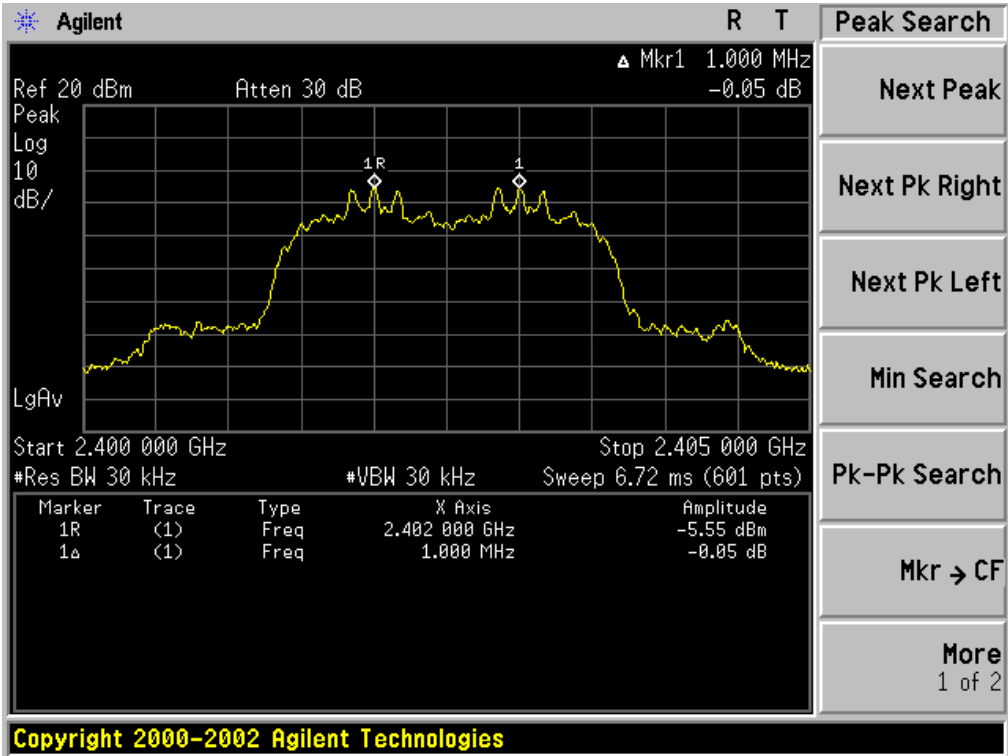 Agilent R T Peak Search
Δ Mkr1 1.000 MHz
Ref 20 dBm Atten 30 dB -0.05 dB
Peak
Log
10
dB/
1R 1
LgAv
Start 2.400 000 GHz Stop 2.405 000 GHz
#Res BW 30 kHz #VBW 30 kHz Sweep 6.72 ms (601 pts)
Marker Trace Type X Axis Amplitude
1R (1) Freq 2.402 000 GHz -5.55 dBm
1Δ (1) Freq 1.000 MHz -0.05 dB
Next Peak
Next Pk Right
Next Pk Left
Min Search
Pk-Pk Search
Mkr → CF
More
1 of 2
Copyright 2000-2002 Agilent Technologies